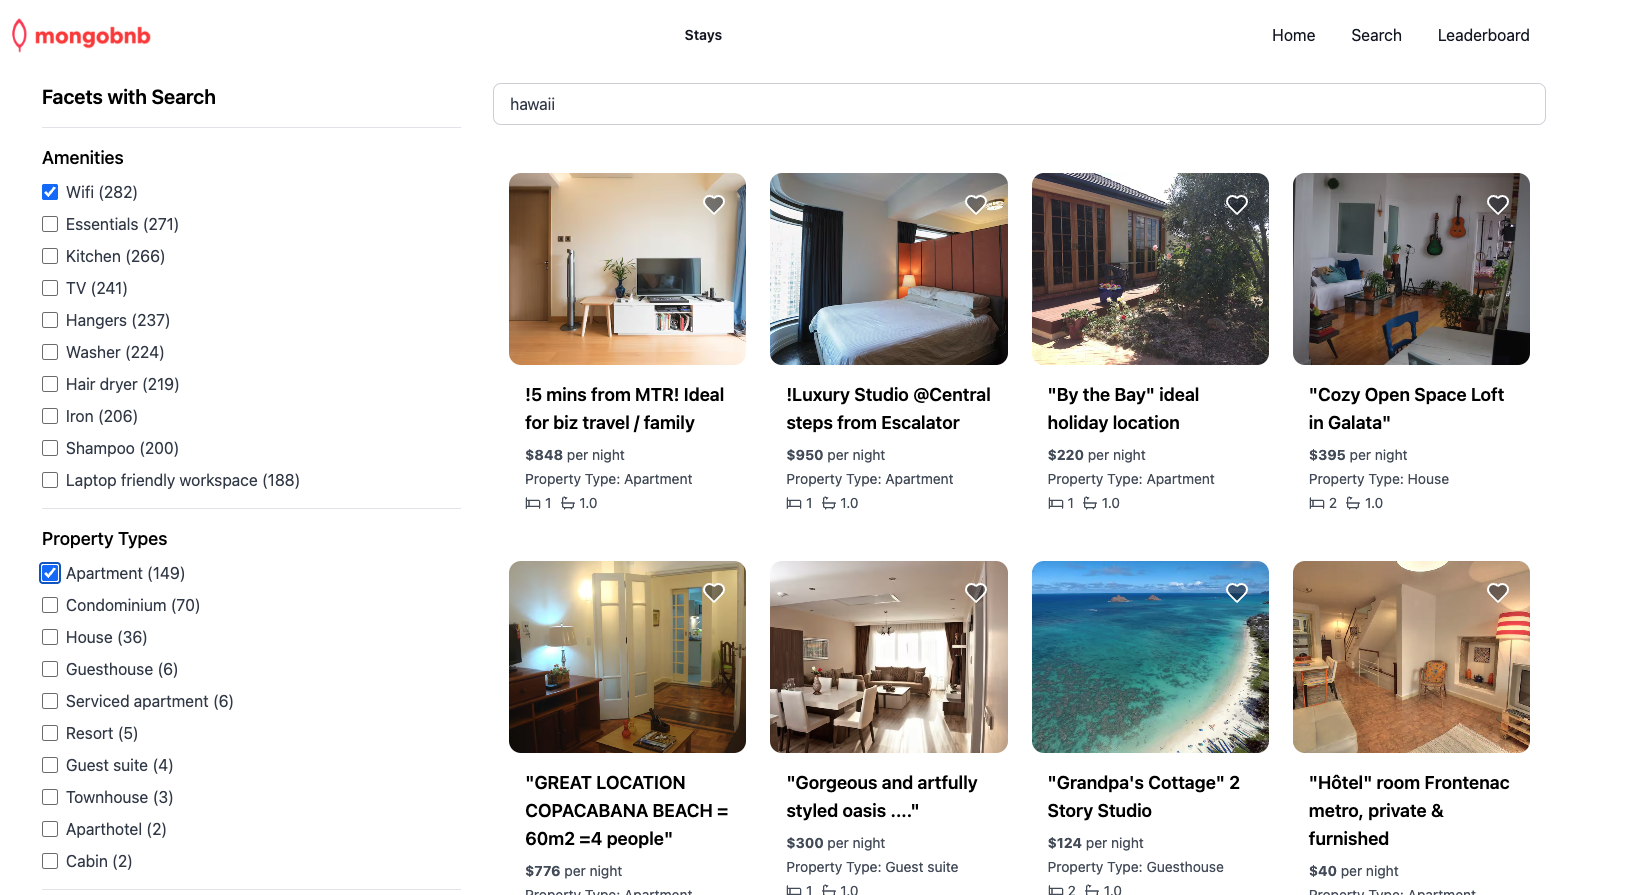 mongobnb
Stays
Home
Search
Leaderboard
Facets with Search
Amenities
Wifi (282)
Essentials (271)
Kitchen (266)
TV (241)
Hangers (237)
Washer (224)
Hair dryer (219)
Iron (206)
Shampoo (200)
Laptop friendly workspace (188)
Property Types
Apartment (149)
Condominium (70)
House (36)
Guesthouse (6)
Serviced apartment (6)
Resort (5)
Guest suite (4)
Townhouse (3)
Aparthotel (2)
Cabin (2)
hawaii
!5 mins from MTR! Ideal
for biz travel / family
$848 per night
Property Type: Apartment
1 1.0
!Luxury Studio @Central
steps from Escalator
$950 per night
Property Type: Apartment
1 1.0
"By the Bay" ideal
holiday location
$220 per night
Property Type: Apartment
1 1.0
"Cozy Open Space Loft
in Galata"
$395 per night
Property Type: House
2 1.0
"GREAT LOCATION
COPACABANA BEACH =
60m2 =4 people"
$776 per night
Property Type: Apartment
"Gorgeous and artfully
styled oasis ...."
$300 per night
Property Type: Guest suite
1 1.0
"Grandpa's Cottage" 2
Story Studio
$124 per night
Property Type: Guesthouse
2 1.0
"Hôtel" room Frontenac
metro, private &
furnished
$40 per night
Property Type: Apartment